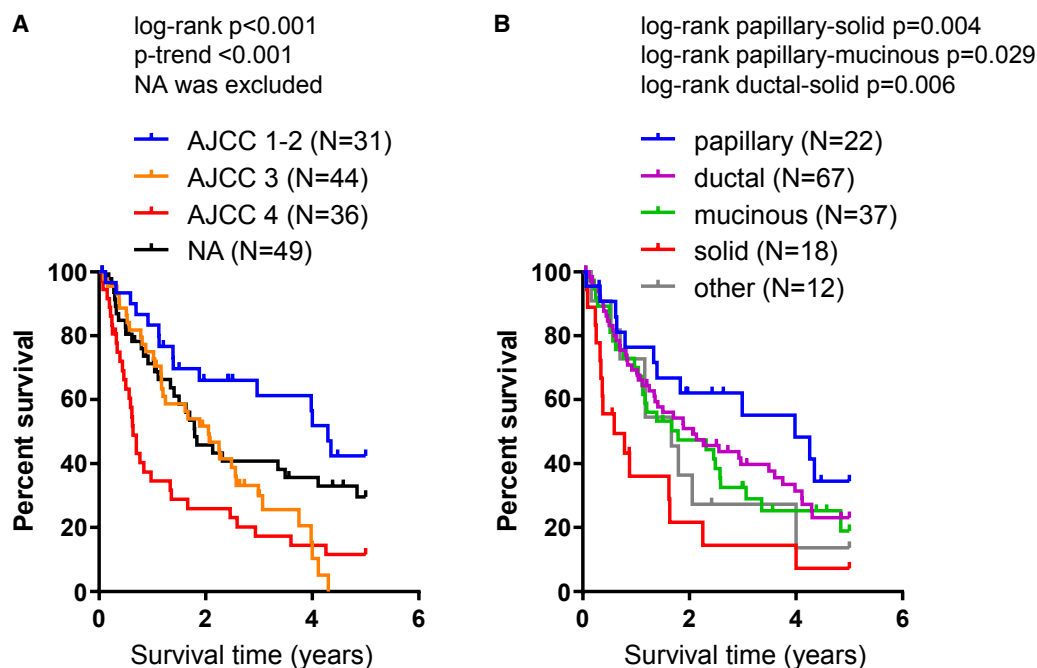 A
log-rank p<0.001
p-trend <0.001
NA was excluded
AJCC 1-2 (N=31)
AJCC 3 (N=44)
AJCC 4 (N=36)
NA (N=49)
100
80
60
40
20
0
Percent survival
0 2 4 6
Survival time (years)
B
log-rank papillary-solid p=0.004
log-rank papillary-mucinous p=0.029
log-rank ductal-solid p=0.006
papillary (N=22)
ductal (N=67)
mucinous (N=37)
solid (N=18)
other (N=12)
100
80
60
40
20
0
Percent survival
0 2 4 6
Survival time (years)